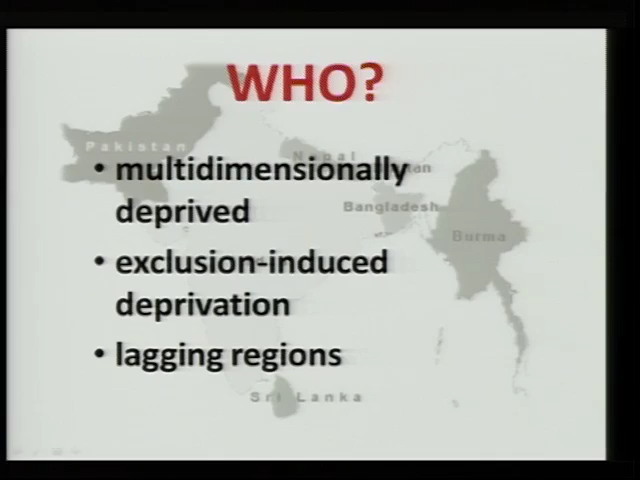 WHO?
Pakistan
Nepal
• multidimensionally
deprived
Bangladesh
Burma
• exclusion-induced
deprivation
• lagging regions
Sri Lanka